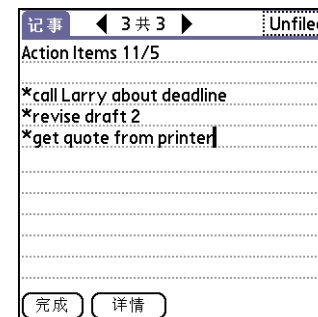 记事 3 共 3 Unfiled
Action Items 11/5
*call Larry about deadline
*revise draft 2
*get quote from printer
完成 详情